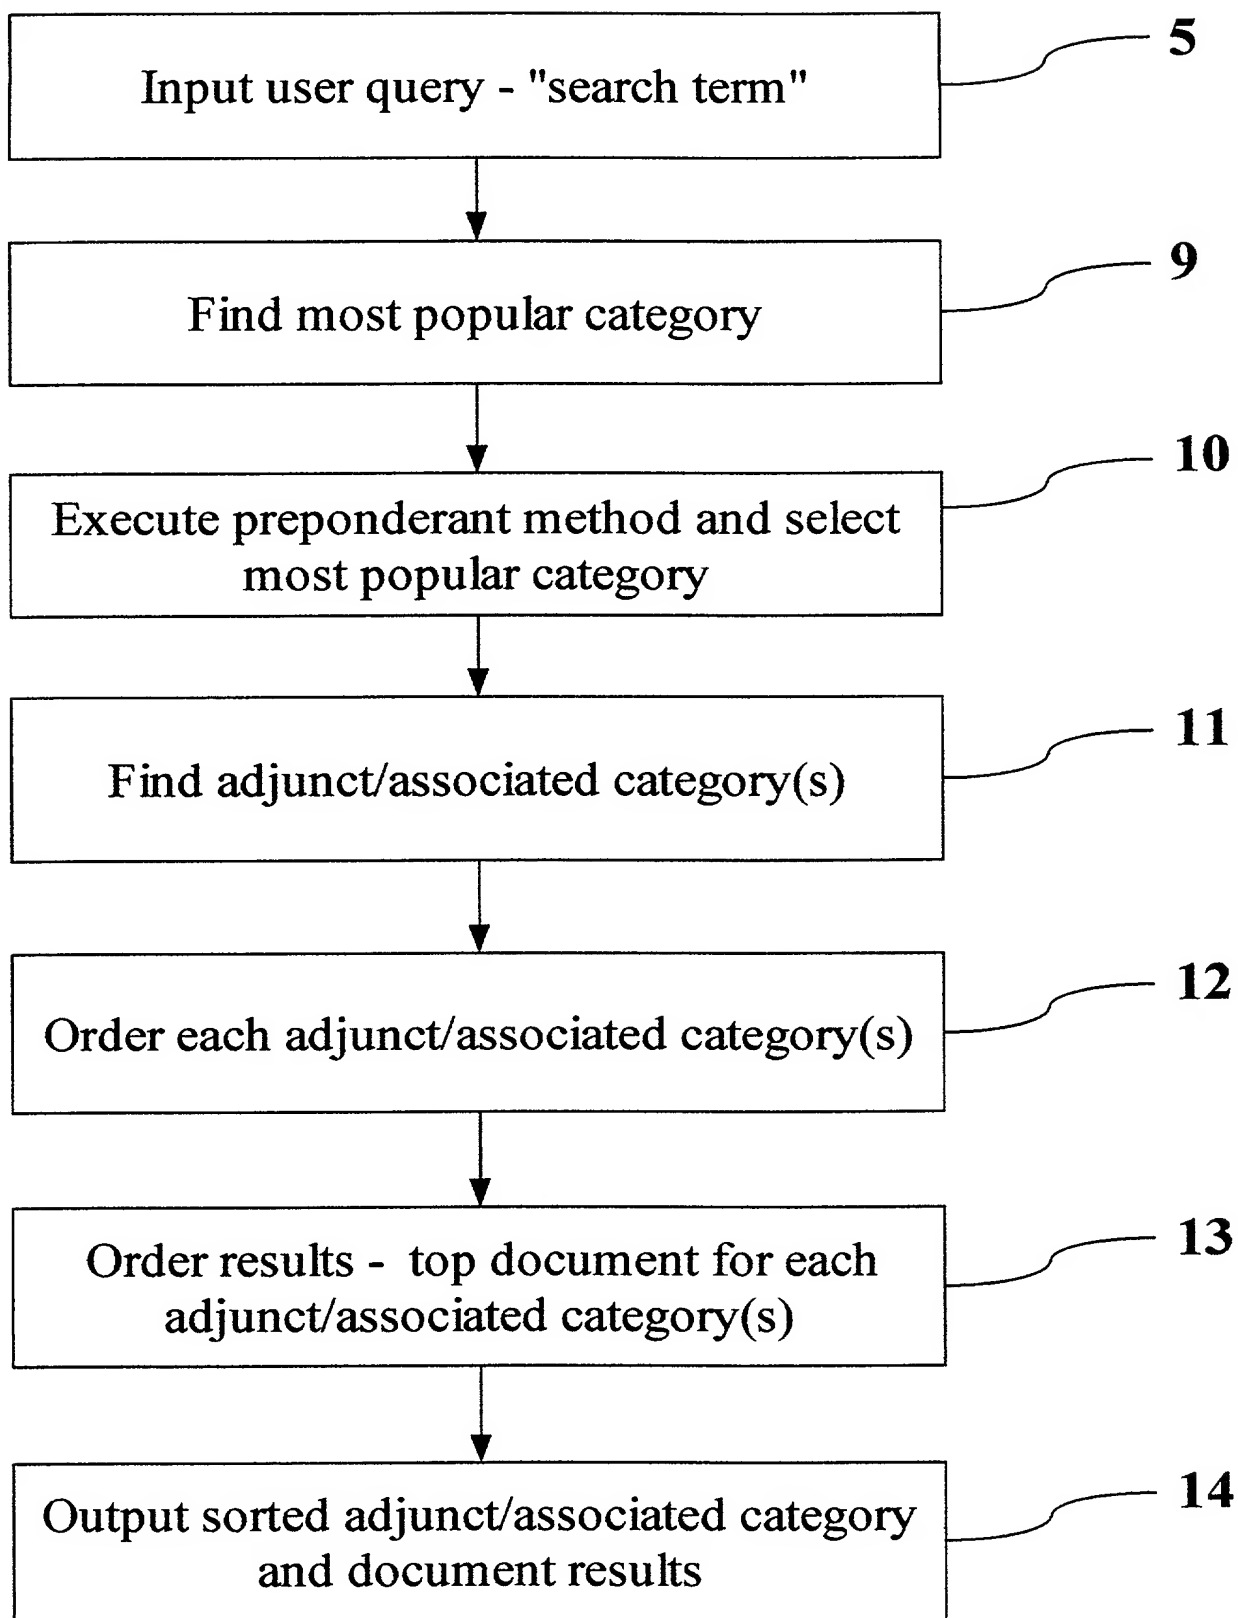 Input user query - "search term"
5
Find most popular category
9
Execute preponderant method and select
most popular category
10
Find adjunct/associated category(s)
11
Order each adjunct/associated category(s)
12
Order results - top document for each
adjunct/associated category(s)
13
Output sorted adjunct/associated category
and document results
14